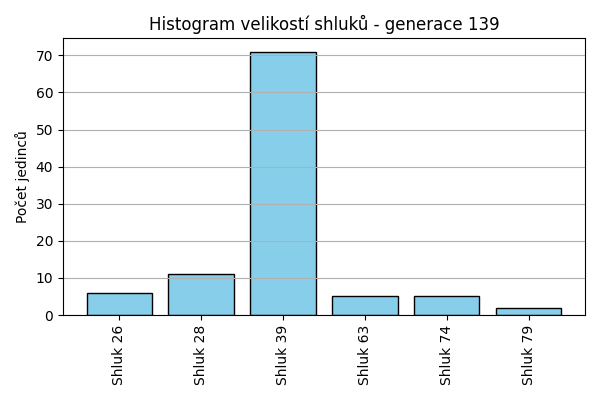 Histogram velikostí shluků - generace 139
Počet jedinců
70
60
50
40
30
20
10
0
Shluk 26
Shluk 28
Shluk 39
Shluk 63
Shluk 74
Shluk 79